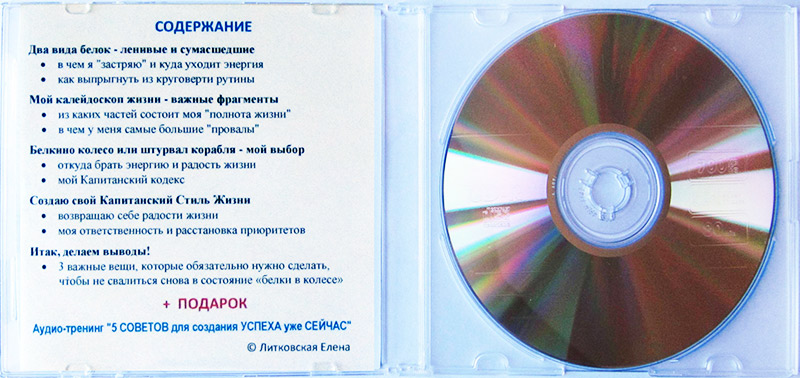 СОДЕРЖАНИЕ
Два вида белок - ленивые и сумасшедшие
• в чем я "застряю" и куда уходит энергия
• как выпрыгнуть из круговерти рутины
Мой калейдоскоп жизни - важные фрагменты
• из каких частей состоит моя "полнота жизни"
• в чем у меня самые большие "провалы"
Белкино колесо или штурвал корабля - мой выбор
• откуда брать энергию и радость жизни
• мой Капитанский кодекс
Создаю свой Капитанский Стиль Жизни
• возвращаю себе радости жизни
• моя ответственность и расстановка приоритетов
Итак, делаем выводы!
• 3 важные вещи, которые обязательно нужно сделать,
чтобы не свалиться снова в состояние «белки в колесе»
+ ПОДАРОК
Аудио-тренинг "5 СОВЕТОВ для создания УСПЕХА уже СЕЙЧАС"
© Литковская Елена